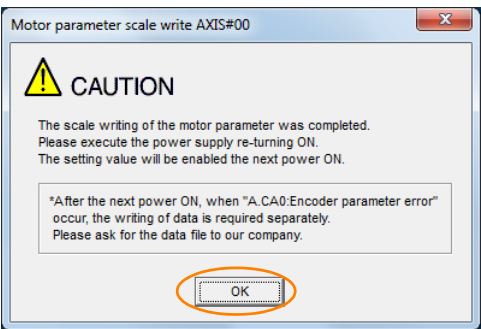 Motor parameter scale write AXIS#00
CAUTION
The scale writing of the motor parameter was completed.
Please execute the power supply re-turning ON.
The setting value will be enabled the next power ON.
*After the next power ON, when "A.CA0:Encoder parameter error"
occur, the writing of data is required separately.
Please ask for the data file to our company.
OK